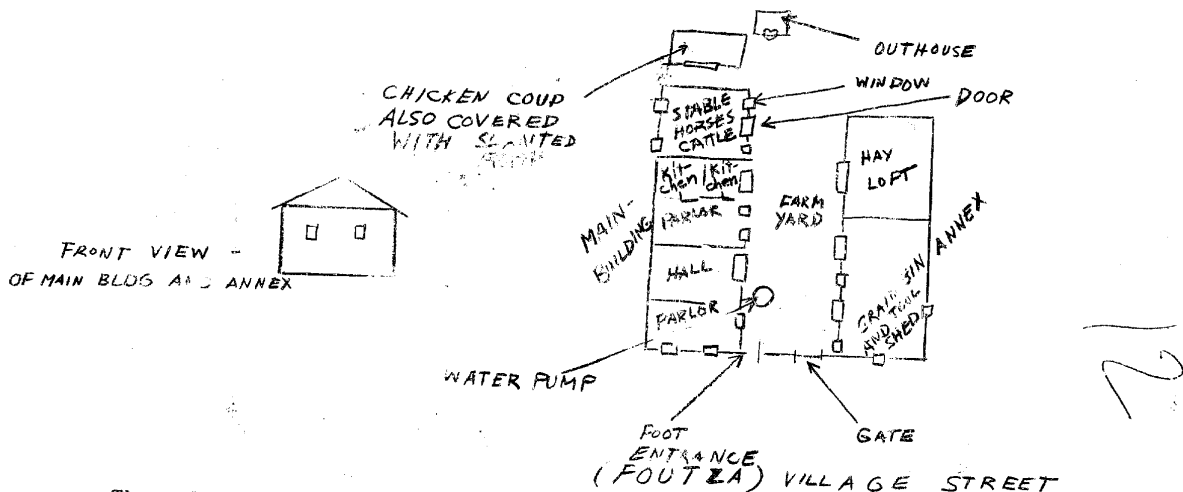 OUTHOUSE
WINDOW
DOOR
CHICKEN COUP
ALSO COVERED
WITH
STABLE
HORSES
CATTLE
KIT-
CHEN
KIT-
CHEN
PARLOR
HALL
PARLOR
MAIN-
BUILDING
FARM
YARD
HAY
LOFT
ANNEX
AND TOOL
SHED
FRONT VIEW -
OF MAIN BLDG AND ANNEX
WATER PUMP
FOOT
ENTRANCE
GATE
(FOUTZA) VILLAGE STREET